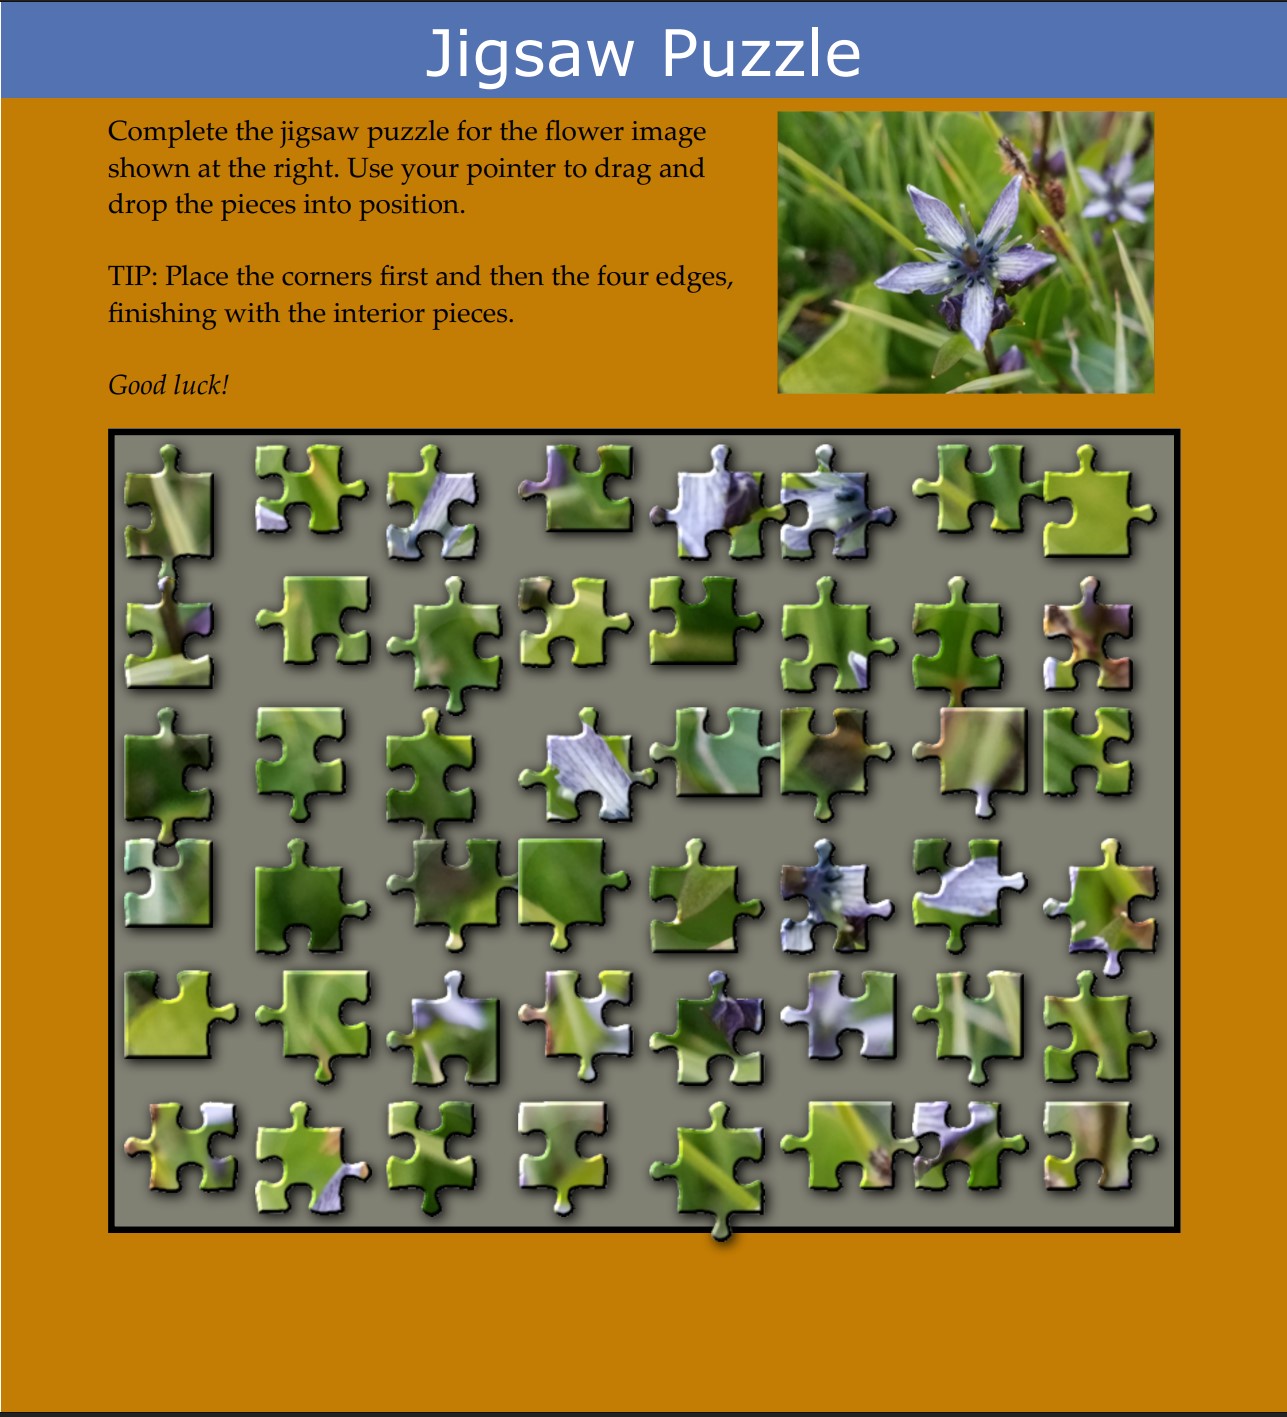 Jigsaw Puzzle
Complete the jigsaw puzzle for the flower image
shown at the right. Use your pointer to drag and
drop the pieces into position.
TIP: Place the corners first and then the four edges,
finishing with the interior pieces.
Good luck!